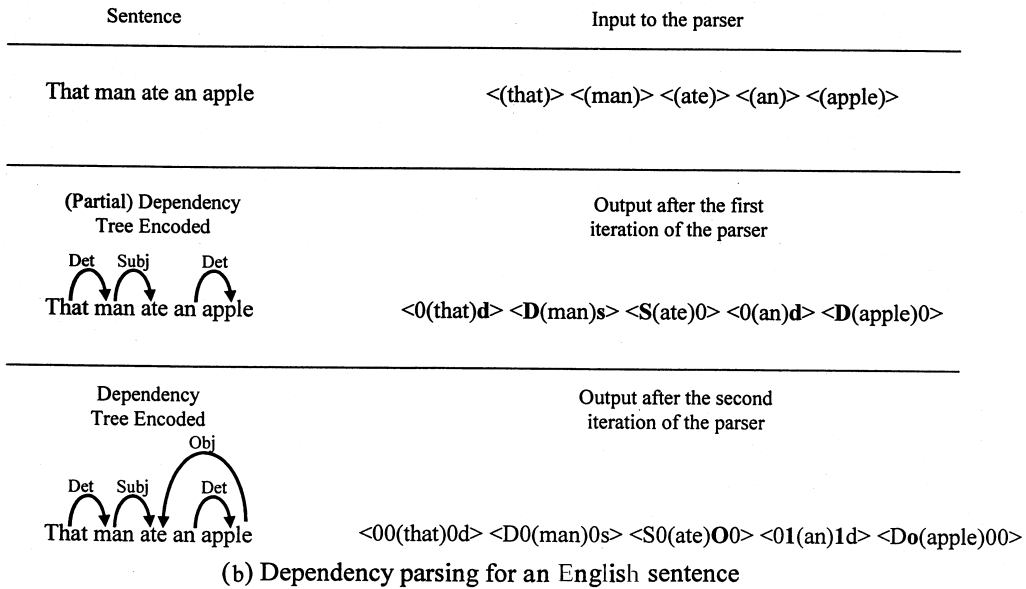 Sentence Input to the parser
That man ate an apple <(that)> <(man)> <(ate)> <(an)> <(apple)>
(Partial) Dependency
Tree Encoded
Output after the first
iteration of the parser
Det Subj Det
That man ate an apple <0(that)d> <D(man)s> <S(ate)0> <0(an)d> <D(apple)0>
Dependency
Tree Encoded
Output after the second
iteration of the parser
Obj
Det Subj Det
That man ate an apple <00(that)0d> <D0(man)0s> <S0(ate)O0> <01(an)1d> <Do(apple)00>
(b) Dependency parsing for an English sentence